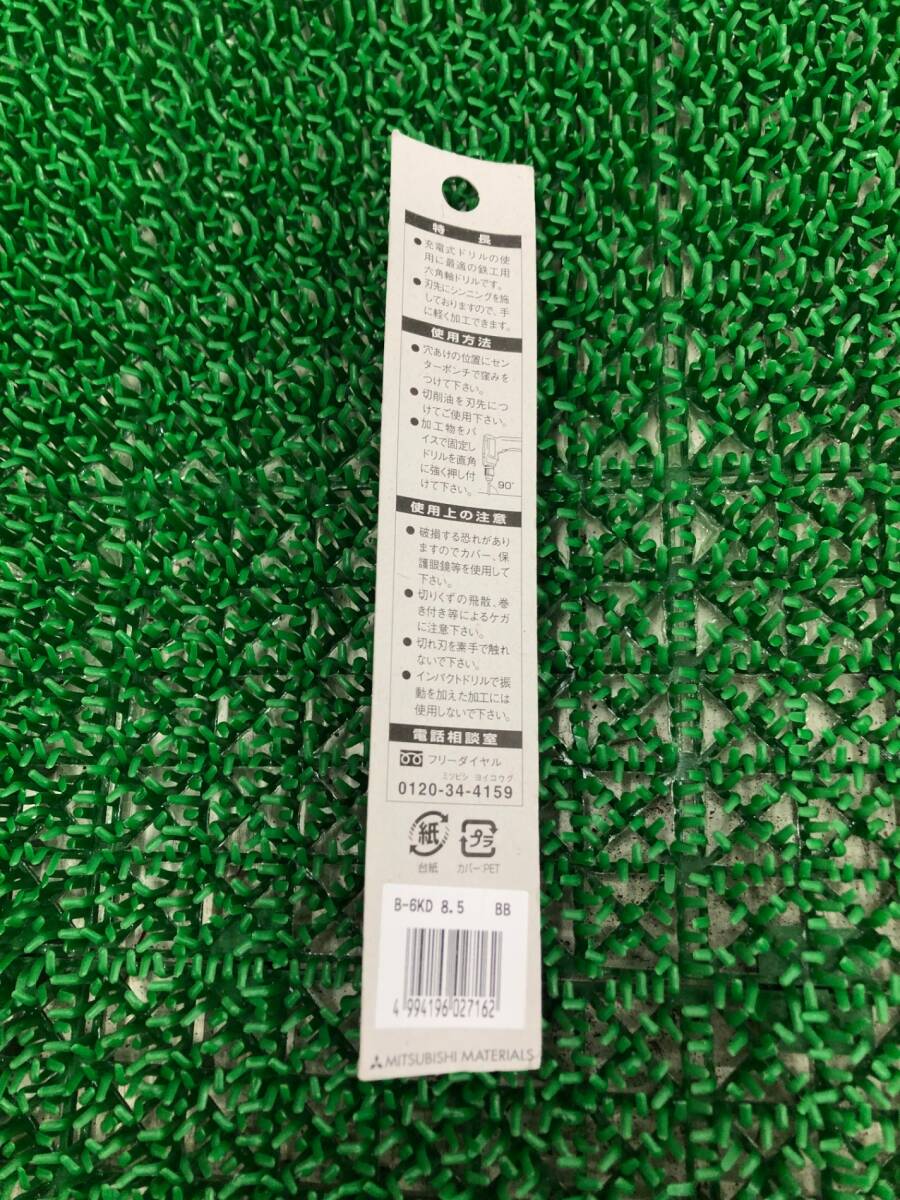 特長
●充電式ドリルの使
用に最適の鉄工用
六角軸ドリルです。
●刃先にシンニングを施
しておりますので、手
に軽く加工できます。
使用方法
●穴あけの位置にセン
ターポンチで窪みを
つけて下さい。
●切削油を刃先につ
けてご使用下さい。
●加工物をバ
イスで固定し
ドリルを直角
に強く押し付
けて下さい。
90°
使用上の注意
●破損する恐れがあり
ますのでカバー、保
護眼鏡等を使用して
下さい。
●切りくずの飛散、巻
き付き等によるケガ
に注意下さい。
●切れ刃を素手で触れ
ないで下さい。
●インパクトドリルで振
動を加えた加工には
使用しないで下さい。
電話相談室
フリーダイヤル
ミツビシ ヨイコウグ
0120-34-4159
紙
プラ
台紙
カバー:PET
B-6KD 8.5 BB
4 994196 027162
MITSUBISHI MATERIALS